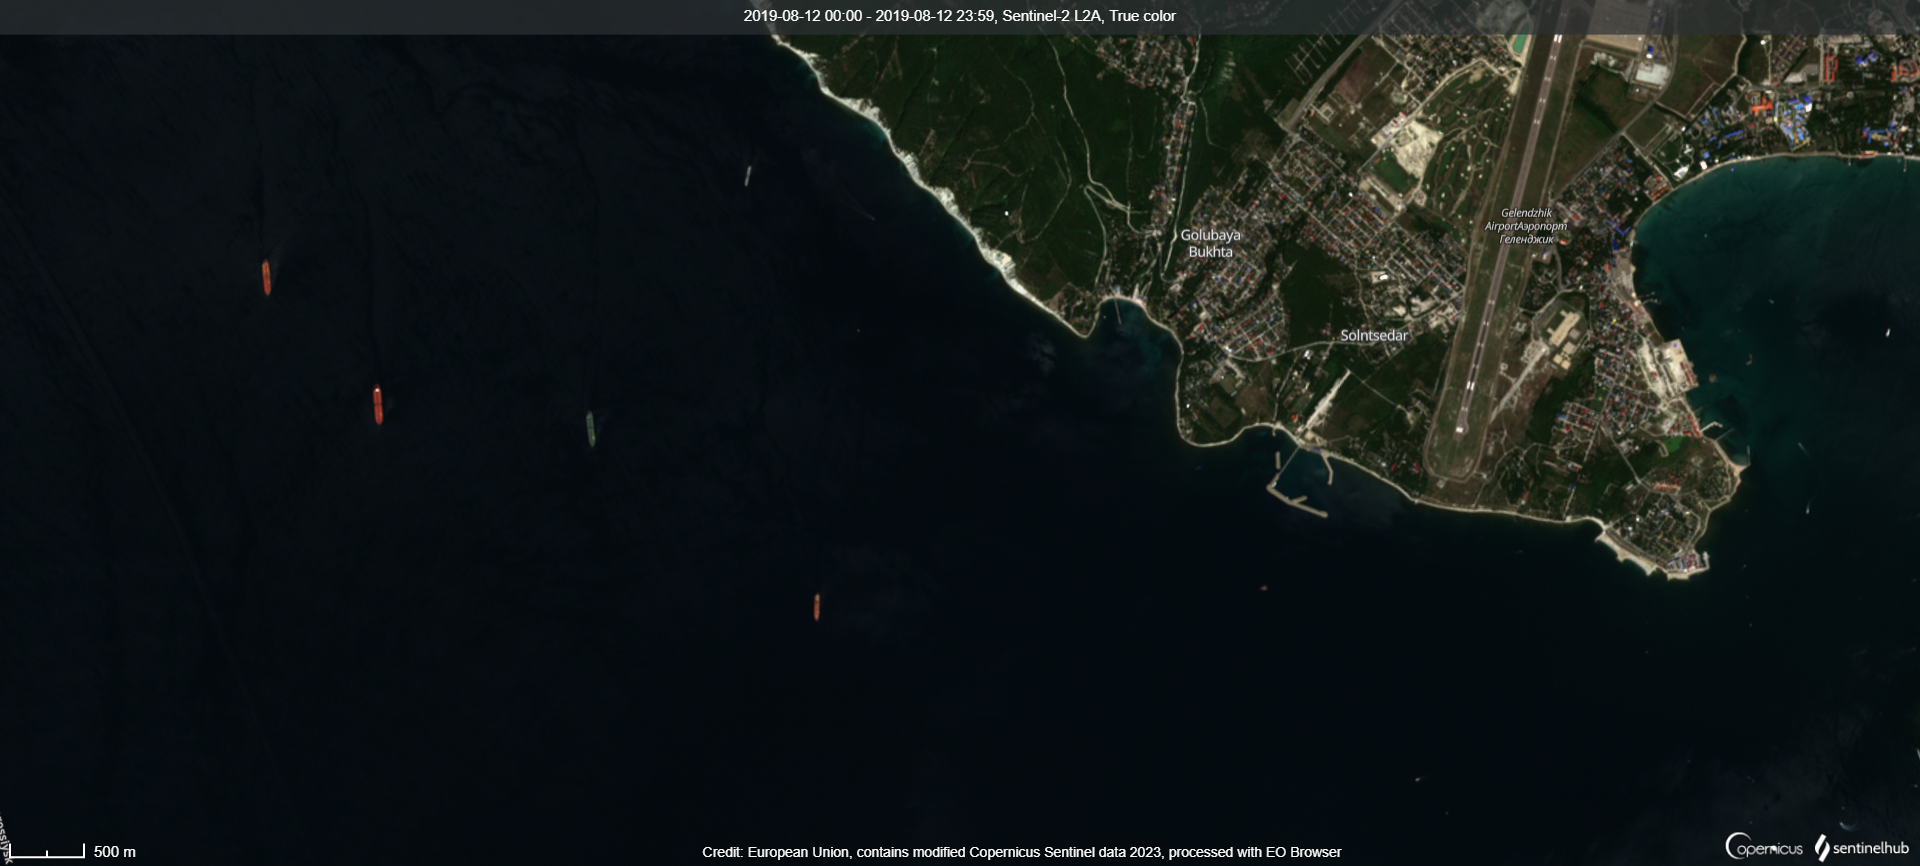 2019-08-12 00:00 - 2019-08-12 23:59, Sentinel-2 L2A, True color
Gelendzhik
AirportАэропорт
Геленджик
Golubaya
Bukhta
Solntsedar
500 m
Credit: European Union, contains modified Copernicus Sentinel data 2023, processed with EO Browser
Copernicus
sentinelhub